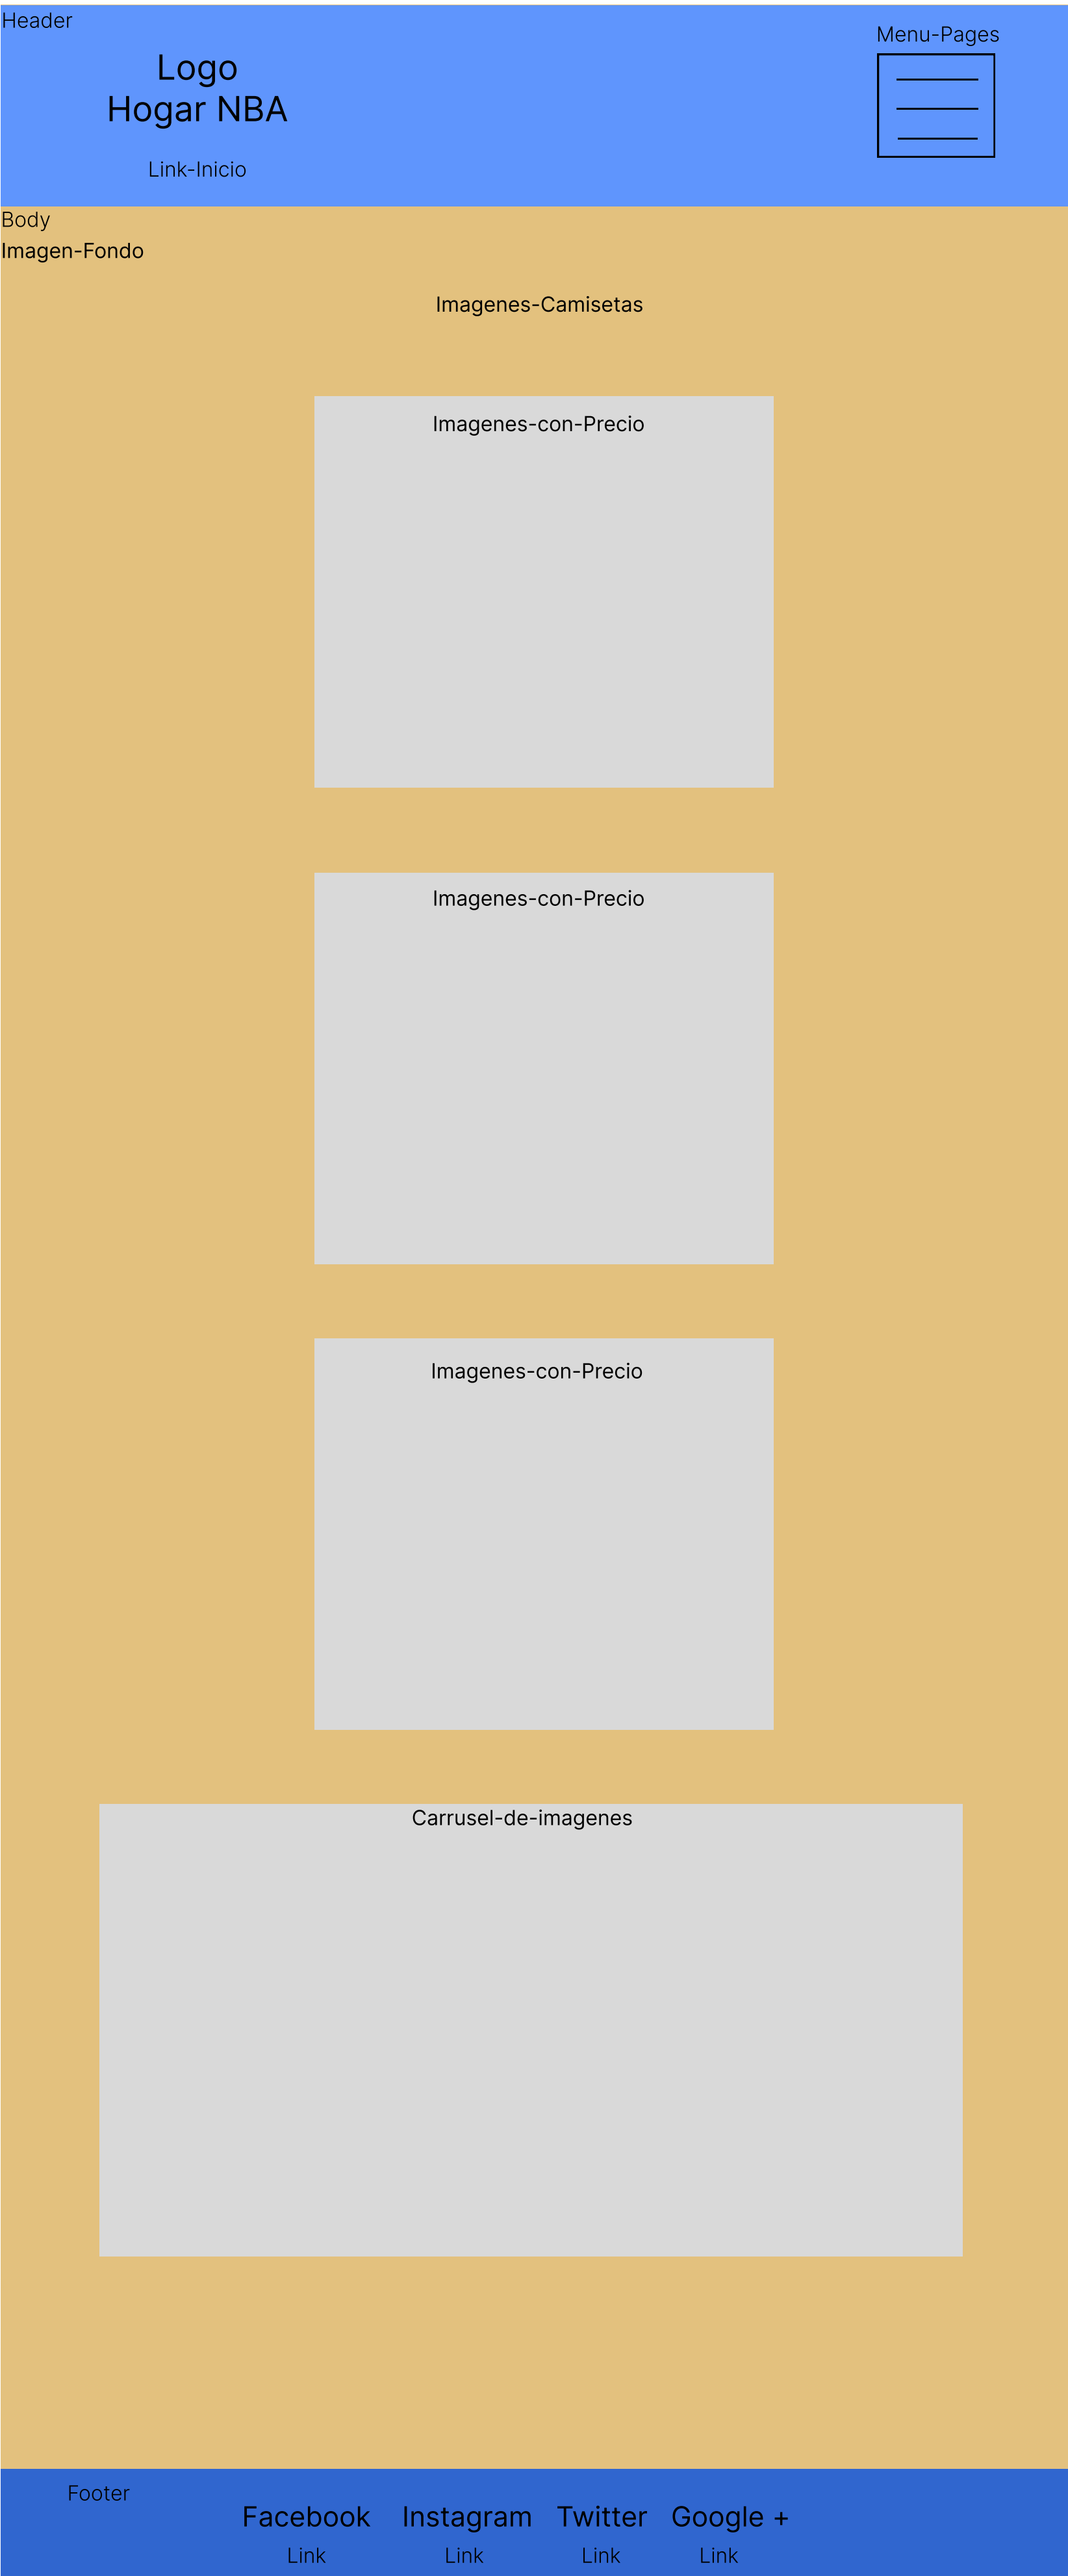 Header
Menu-Pages
Logo
Hogar NBA
Link-Inicio
Body
Imagen-Fondo
Imagenes-Camisetas
Imagenes-con-Precio
Imagenes-con-Precio
Imagenes-con-Precio
Carrusel-de-imagenes
Footer
Facebook Instagram Twitter Google +
Link Link Link Link